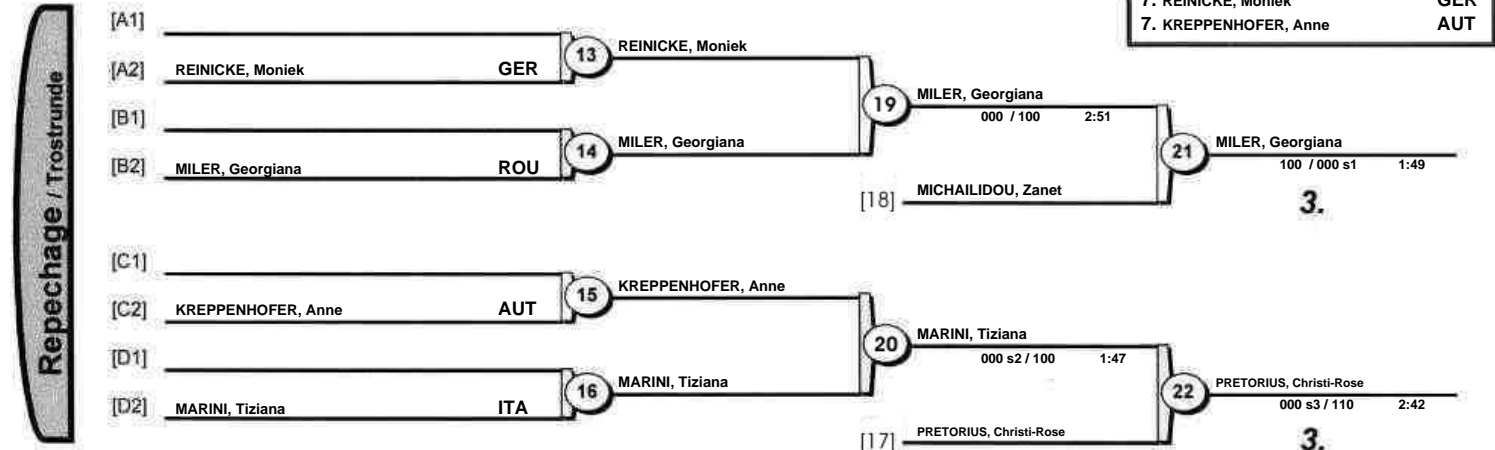 7. REINICKE, Moniek GER
7. KREPPENHOFER, Anne AUT
Repechage / Trostrunde
[A1]
[A2] REINICKE, Moniek GER
13 REINICKE, Moniek
[B1]
[B2] MILER, Georgiana ROU
14 MILER, Georgiana
19 MILER, Georgiana
000 / 100 2:51
[18] MICHAILIDOU, Zanet
21 MILER, Georgiana
100 / 000 s1 1:49
3.
[C1]
[C2] KREPPENHOFER, Anne AUT
15 KREPPENHOFER, Anne
[D1]
[D2] MARINI, Tiziana ITA
16 MARINI, Tiziana
20 MARINI, Tiziana
000 s2 / 100 1:47
[17] PRETORIUS, Christi-Rose
22 PRETORIUS, Christi-Rose
000 s3 / 110 2:42
3.